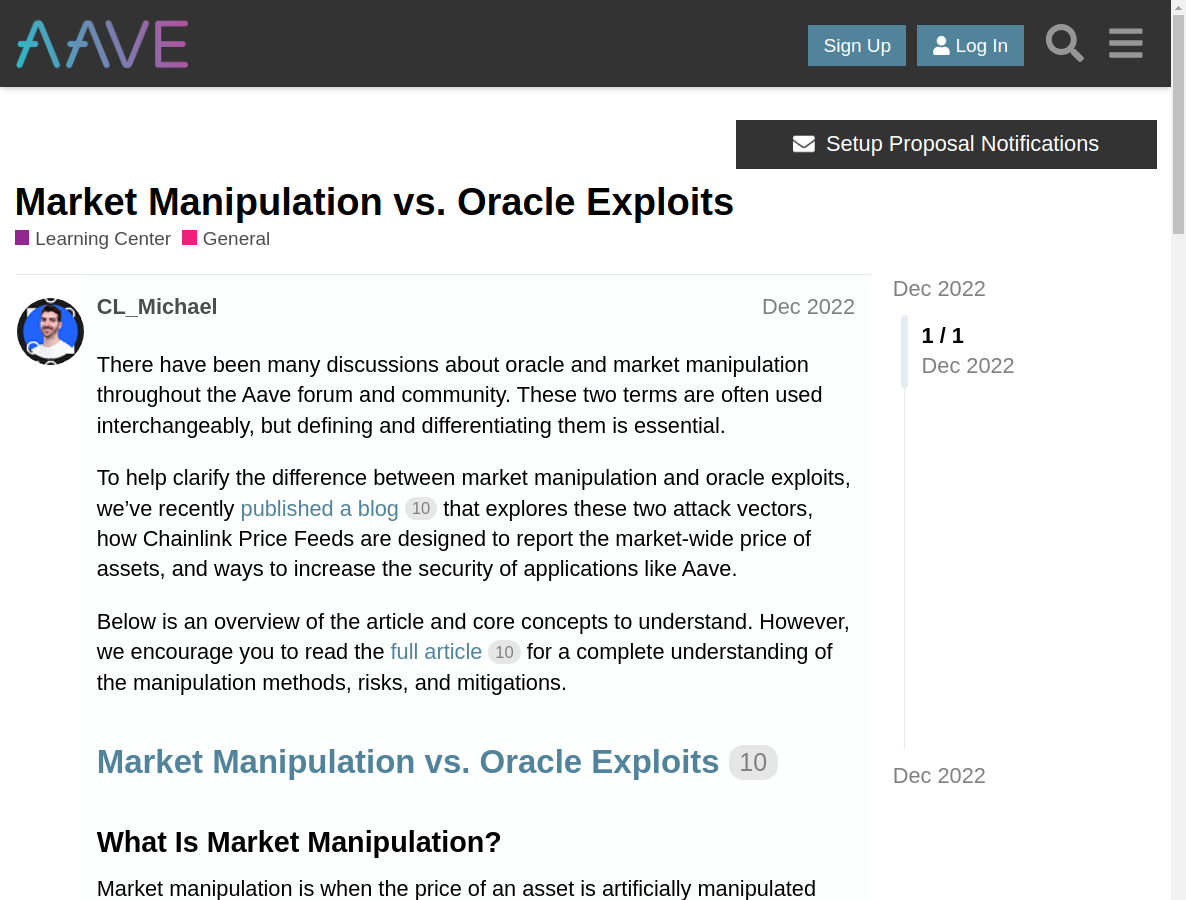 AAVE
Sign Up
Log In
Setup Proposal Notifications
Market Manipulation vs. Oracle Exploits
Learning Center General
CL_Michael Dec 2022
There have been many discussions about oracle and market manipulation
throughout the Aave forum and community. These two terms are often used
interchangeably, but defining and differentiating them is essential.
To help clarify the difference between market manipulation and oracle exploits,
we’ve recently published a blog 10 that explores these two attack vectors,
how Chainlink Price Feeds are designed to report the market-wide price of
assets, and ways to increase the security of applications like Aave.
Below is an overview of the article and core concepts to understand. However,
we encourage you to read the full article 10 for a complete understanding of
the manipulation methods, risks, and mitigations.
Market Manipulation vs. Oracle Exploits 10
What Is Market Manipulation?
Market manipulation is when the price of an asset is artificially manipulated
Dec 2022
1 / 1
Dec 2022
Dec 2022